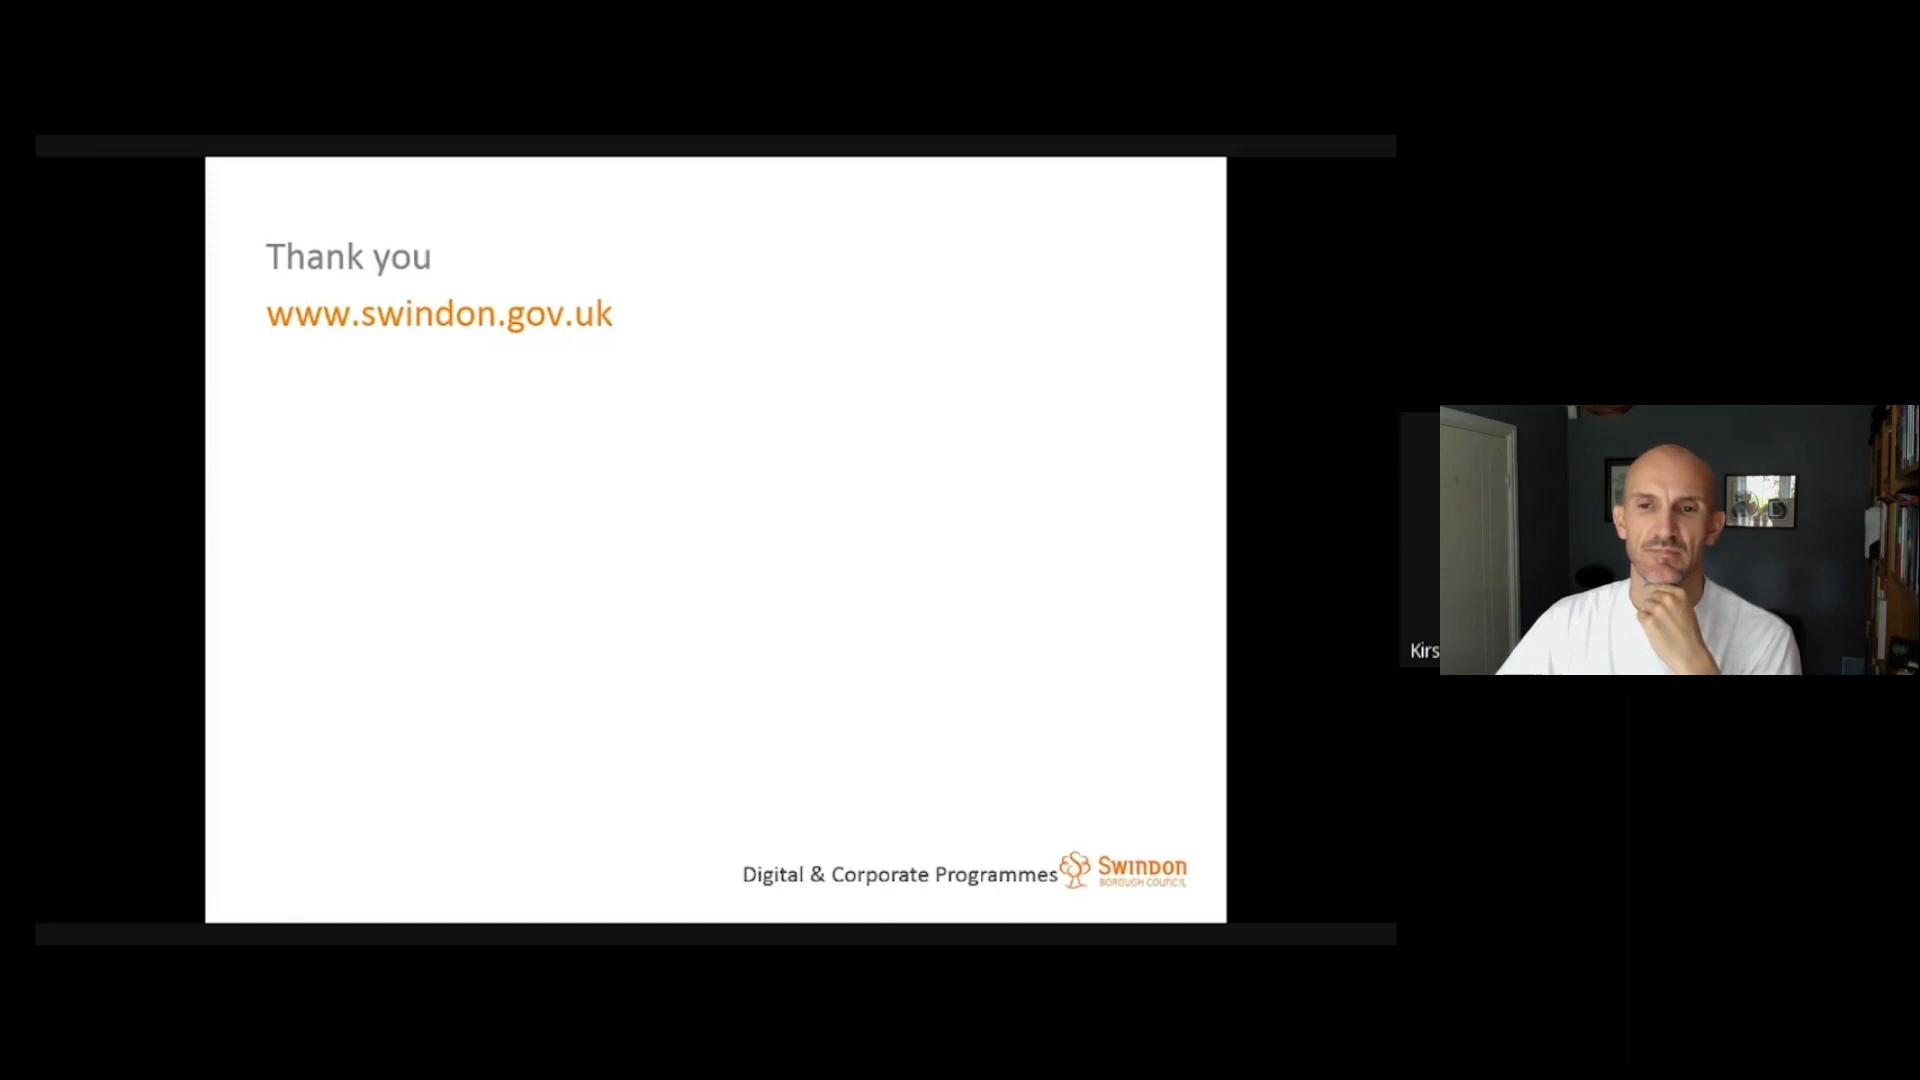 Thank you
www.swindon.gov.uk
Digital & Corporate Programmes
SWINDON
BOROUGH COUNCIL
Kirs